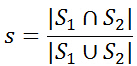 s = |S₁ ∩ S₂| / |S₁ ∪ S₂|